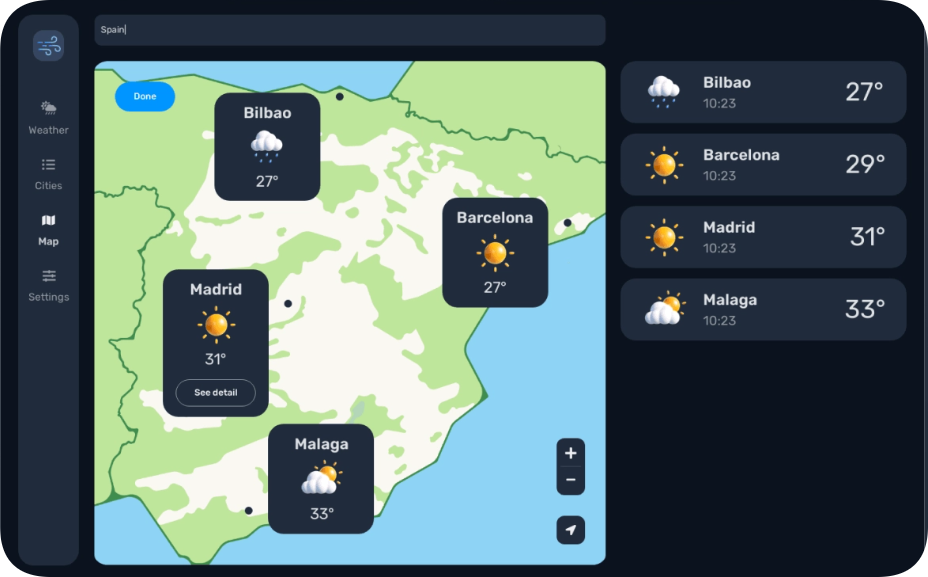 Spain
Weather
Cities
Map
Settings
Done
Bilbao
27°
Barcelona
27°
Madrid
31°
See detail
Malaga
33°
+
−
Bilbao
10:23
27°
Barcelona
10:23
29°
Madrid
10:23
31°
Malaga
10:23
33°